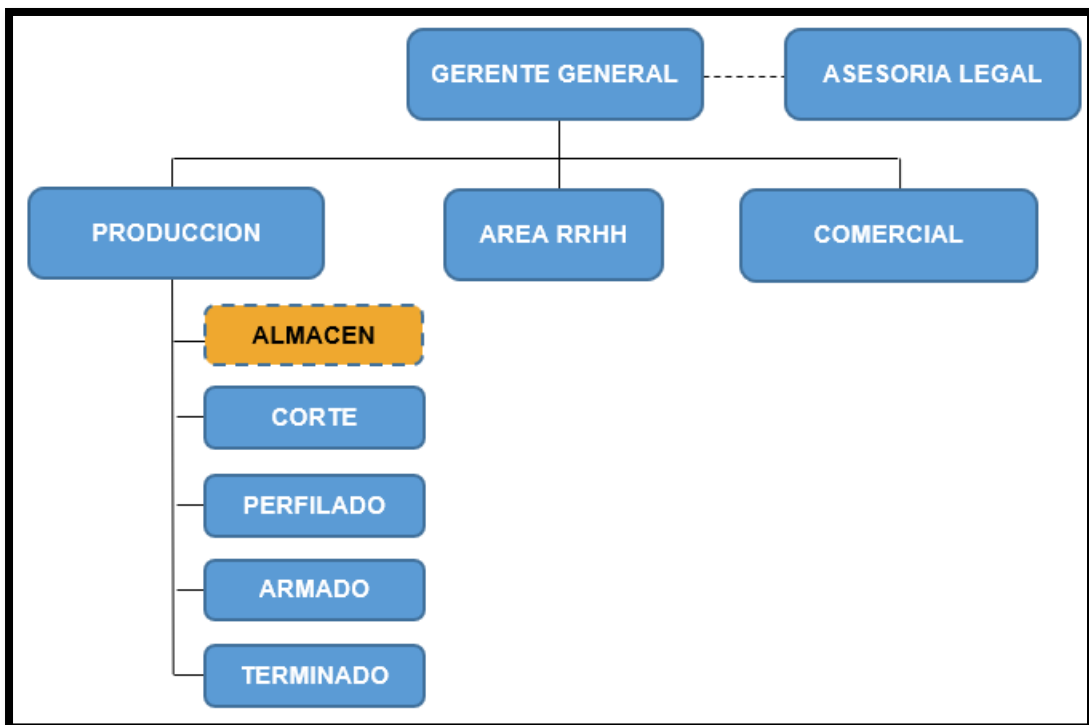 GERENTE GENERAL
ASESORIA LEGAL
PRODUCCION
AREA RRHH
COMERCIAL
ALMACEN
CORTE
PERFILADO
ARMADO
TERMINADO